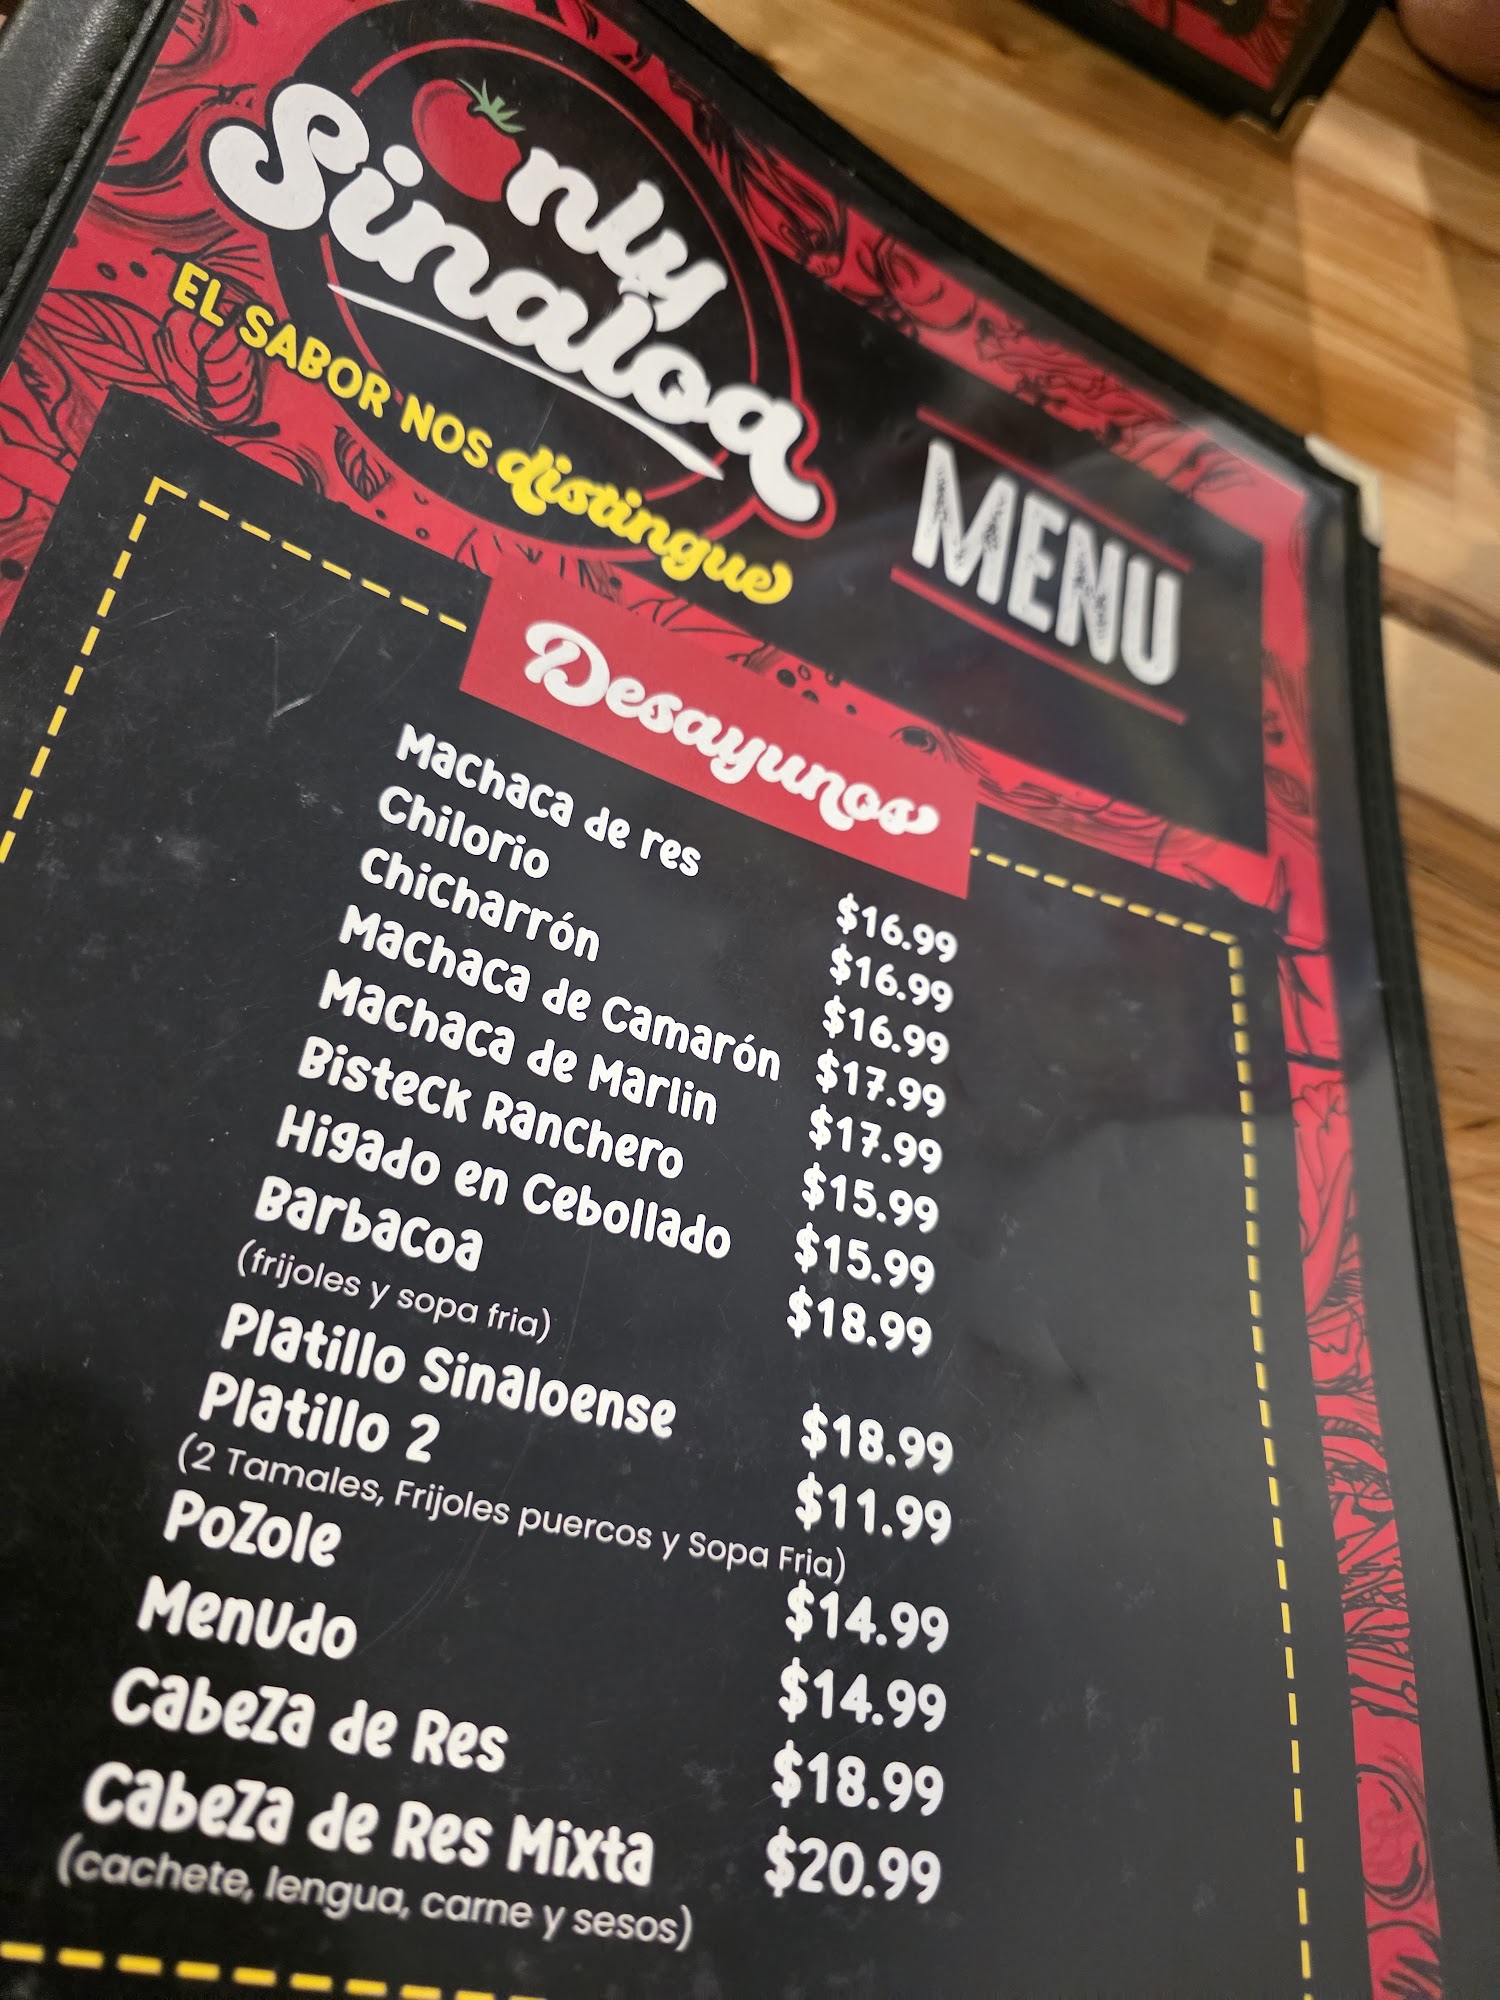 Only
Sinaloa
EL SABOR NOS distingue
MENU
Desayunos
Machaca de res $16.99
Chilorio $16.99
Chicharrón $16.99
Machaca de Camarón $17.99
Machaca de Marlin $17.99
Bisteck Ranchero $15.99
Higado en Cebollado $15.99
Barbacoa $18.99
(frijoles y sopa fria)
Platillo Sinaloense $18.99
Platillo 2 $11.99
(2 Tamales, Frijoles puercos y Sopa Fria)
Pozole $14.99
Menudo $14.99
Cabeza de Res $18.99
Cabeza de Res Mixta $20.99
(cachete, lengua, carne y sesos)